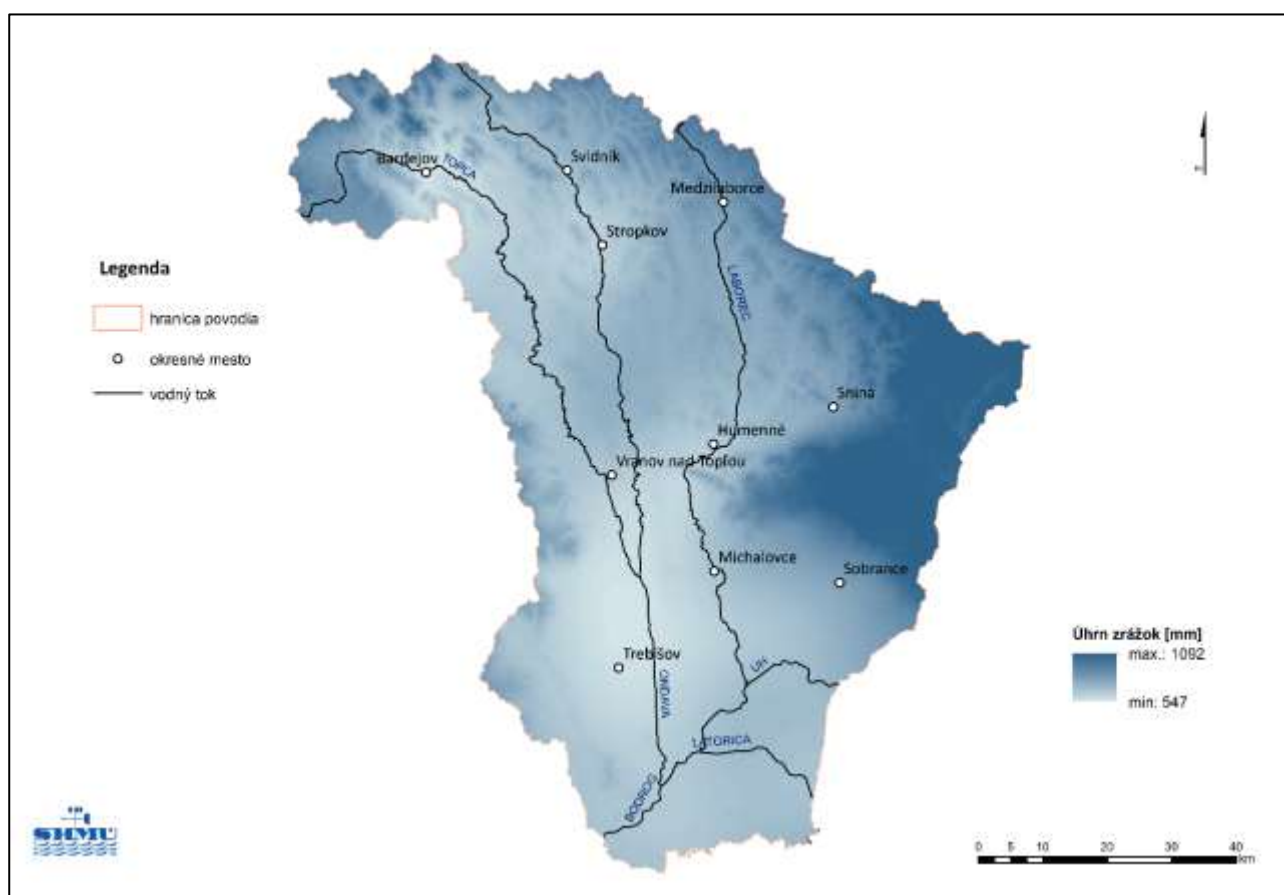 Bardejov
TOPĽA
Svidník
Medzilaborce
Stropkov
LABOREC
Legenda
hranica povodia
okresné mesto
vodný tok
Snina
Humenné
Vranov nad Topľou
Michalovce
Sobrance
Úhrn zrážok [mm]
max.: 1092
min: 547
Trebišov
UH
ONDAVA
LATORICA
BODROG
SHMÚ
0 5 10 20 30 40
km